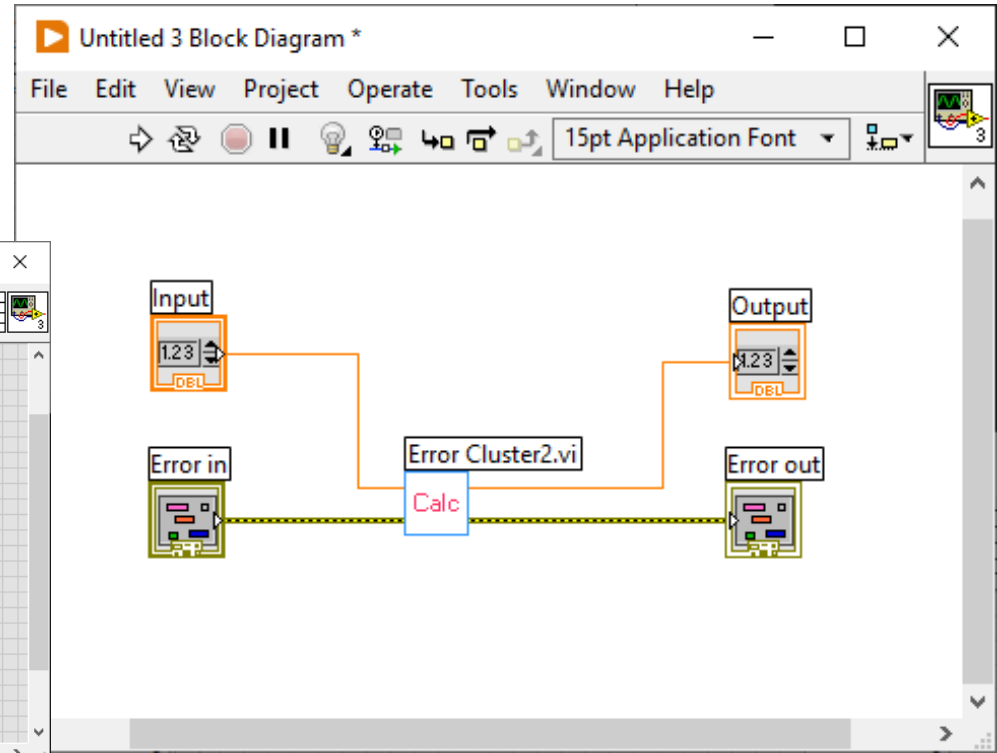 Untitled 3 Block Diagram *
File Edit View Project Operate Tools Window Help
15pt Application Font
3
3
Input
Output
1.23
1.23
DBL
DBL
Error Cluster2.vi
Error in
Error out
Calc